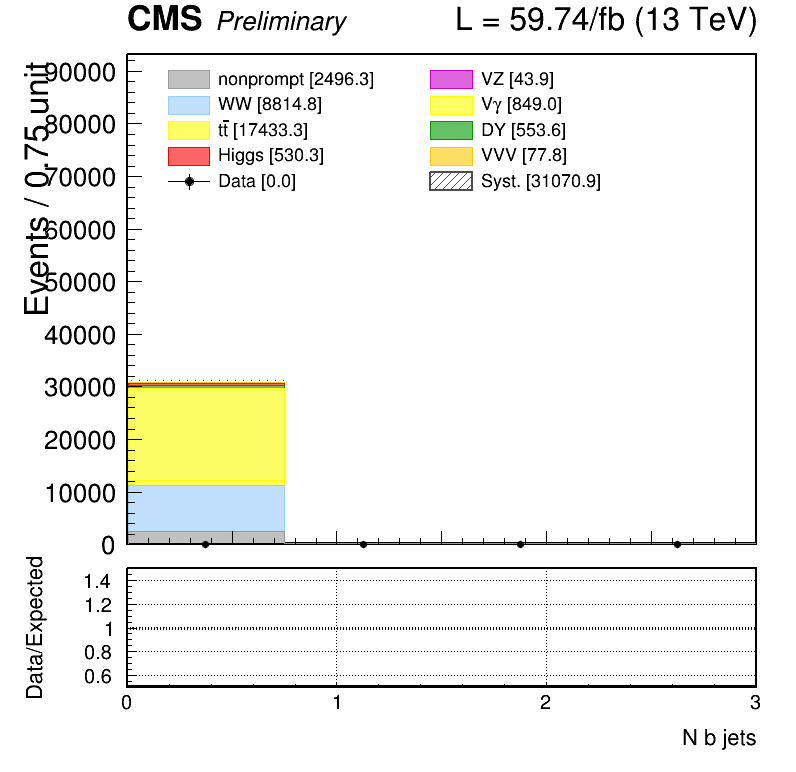 CMS Preliminary L = 59.74/fb (13 TeV)
Events / 0.75 unit
90000
80000
70000
60000
50000
40000
30000
20000
10000
0
nonprompt [2496.3]
WW [8814.8]
tt̄ [17433.3]
Higgs [530.3]
Data [0.0]
VZ [43.9]
Vγ [849.0]
DY [553.6]
VVV [77.8]
Syst. [31070.9]
Data/Expected
1.4
1.2
1
0.8
0.6
0 1 2 3
N b jets